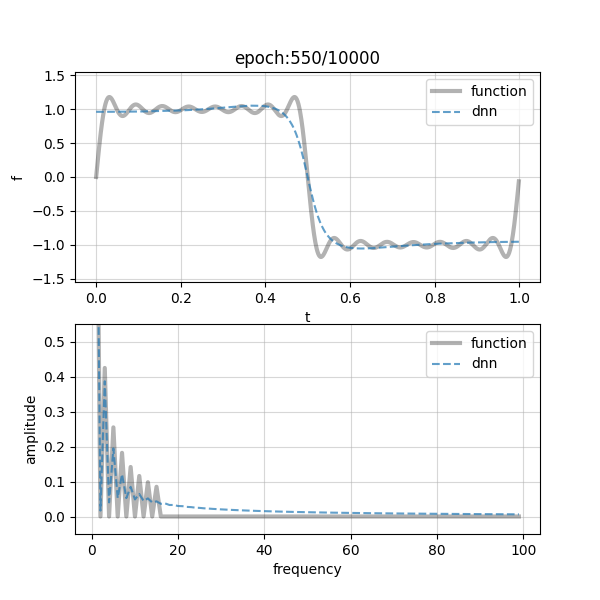 epoch:550/10000
1.5
1.0
0.5
0.0
−0.5
−1.0
−1.5
f
function
dnn
0.0 0.2 0.4 0.6 0.8 1.0
t
0.5
0.4
0.3
0.2
0.1
0.0
amplitude
function
dnn
0 20 40 60 80 100
frequency